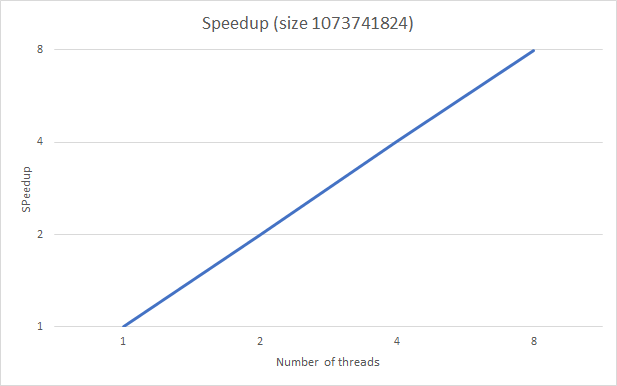 Speedup (size 1073741824)
8
4
2
1
SPeedup
1 2 4 8
Number of threads